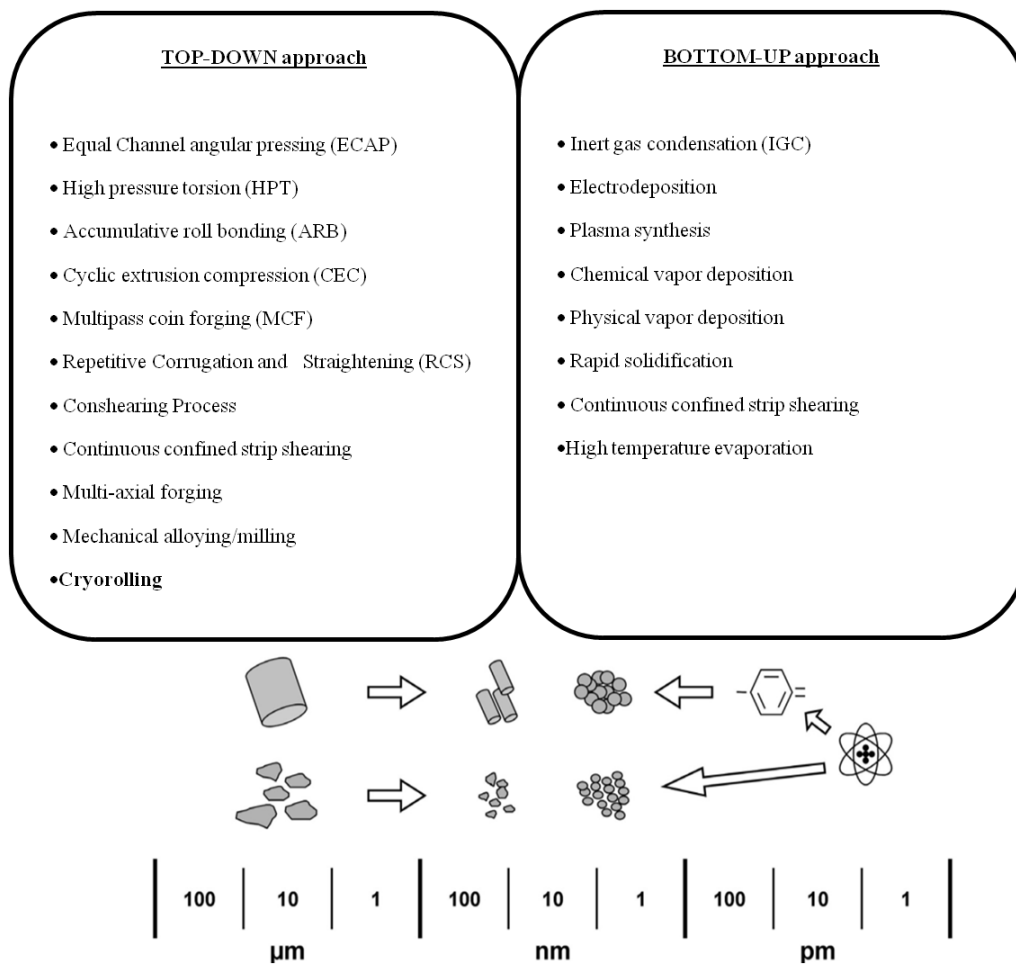 TOP-DOWN approach
• Equal Channel angular pressing (ECAP)
• High pressure torsion (HPT)
• Accumulative roll bonding (ARB)
• Cyclic extrusion compression (CEC)
• Multipass coin forging (MCF)
• Repetitive Corrugation and Straightening (RCS)
• Conshearing Process
• Continuous confined strip shearing
• Multi-axial forging
• Mechanical alloying/milling
•Cryorolling
BOTTOM-UP approach
• Inert gas condensation (IGC)
• Electrodeposition
• Plasma synthesis
• Chemical vapor deposition
• Physical vapor deposition
• Rapid solidification
• Continuous confined strip shearing
•High temperature evaporation
100 10 1 100 10 1 100 10 1
µm nm pm